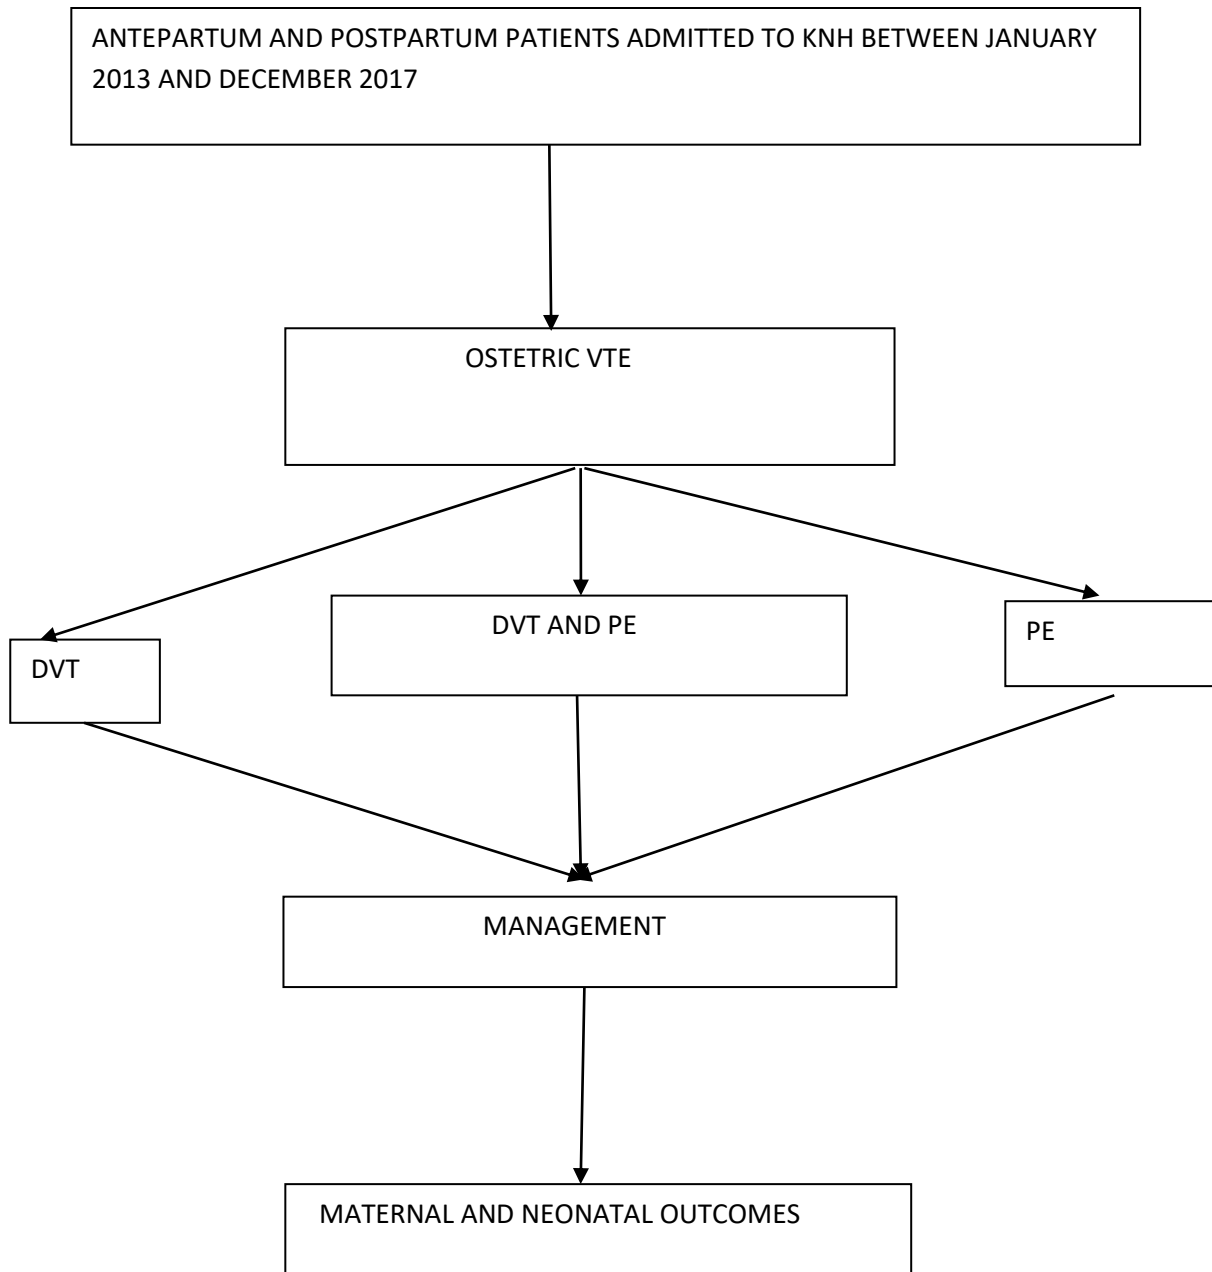 ANTEPARTUM AND POSTPARTUM PATIENTS ADMITTED TO KNH BETWEEN JANUARY
2013 AND DECEMBER 2017
OSTETRIC VTE
DVT
DVT AND PE
PE
MANAGEMENT
MATERNAL AND NEONATAL OUTCOMES